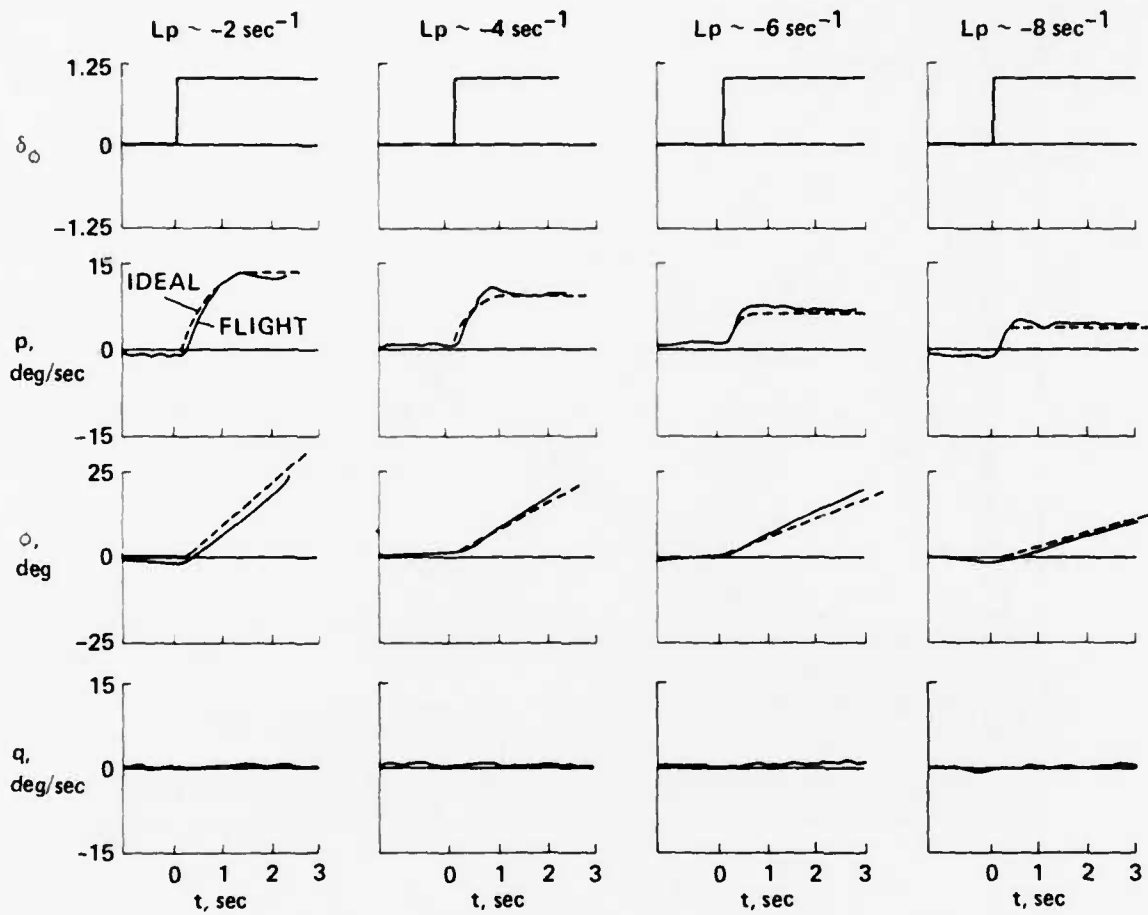 Lp ~ −2 sec⁻¹ Lp ~ −4 sec⁻¹ Lp ~ −6 sec⁻¹ Lp ~ −8 sec⁻¹
1.25
δ_O 0
−1.25
15
IDEAL
FLIGHT
p, 0
deg/sec
−15
25
O, 0
deg
−25
15
q, 0
deg/sec
−15
0 1 2 3 0 1 2 3 0 1 2 3 0 1 2 3
t, sec t, sec t, sec t, sec